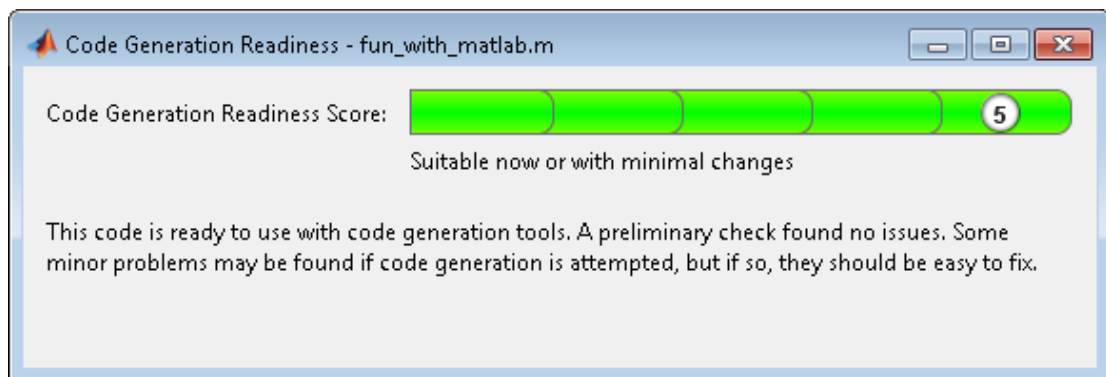 Code Generation Readiness - fun_with_matlab.m
Code Generation Readiness Score:
5
Suitable now or with minimal changes
This code is ready to use with code generation tools. A preliminary check found no issues. Some
minor problems may be found if code generation is attempted, but if so, they should be easy to fix.